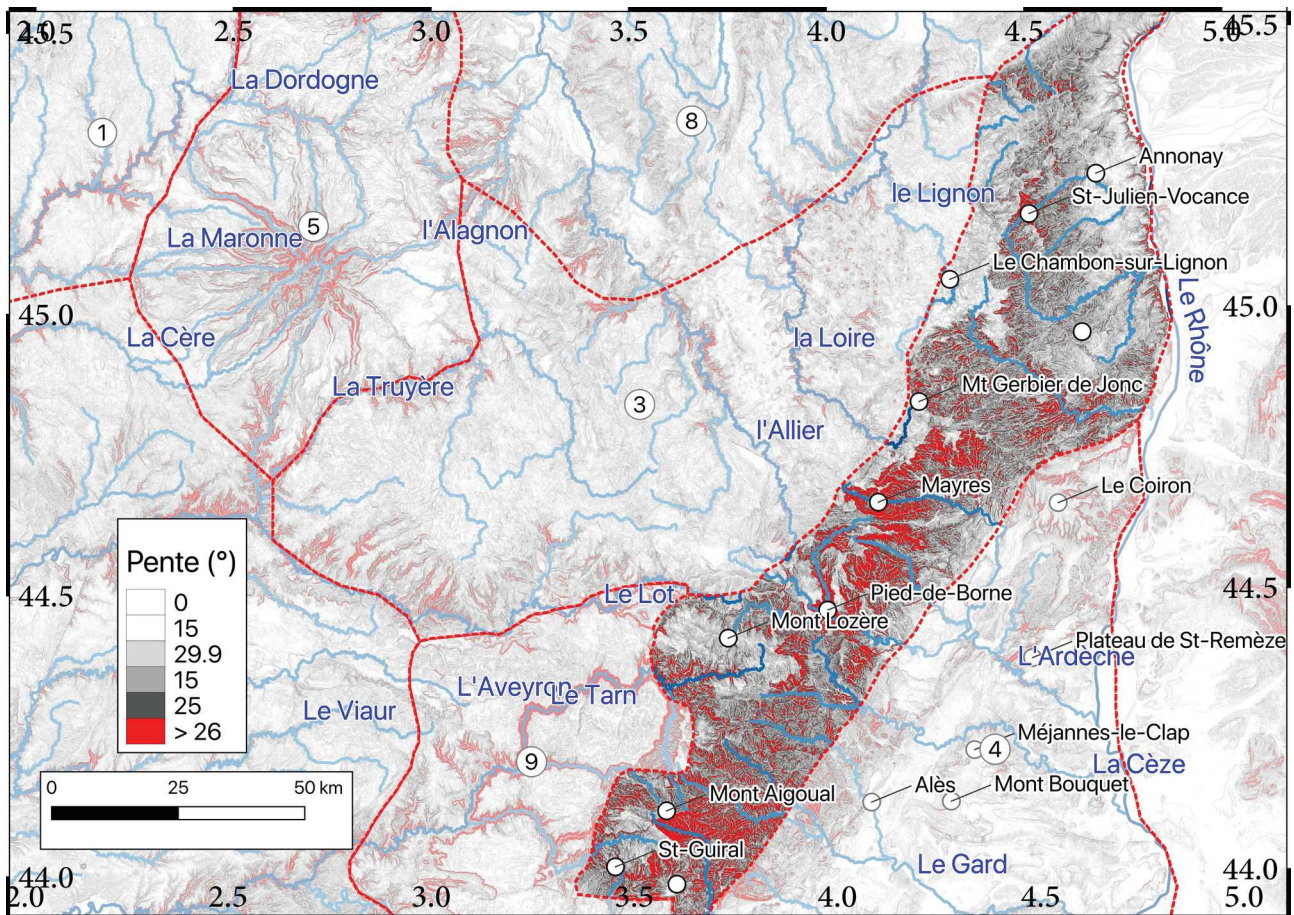 45.5
2.0
2.5
3.0
3.5
4.0
4.5
5.0
45.5
La Dordogne
1
8
Annonay
le Lignon
St-Julien-Vocance
5
La Maronne
l'Alagnon
Le Chambon-sur-Lignon
Le Rhône
45.0
45.0
La Cère
la Loire
La Truyère
Mt Gerbier de Jonc
3
l'Allier
Mayres
Le Coiron
Pente (°)
0
15
29.9
15
25
> 26
44.5
44.5
Le Lot
Pied-de-Borne
Mont Lozère
Plateau de St-Remèze
L'Ardèche
L'Aveyron
Le Tarn
Le Viaur
Méjannes-le-Clap
4
9
La Cèze
0
25
50 km
Mont Aigoual
Alès
Mont Bouquet
St-Guiral
Le Gard
44.0
44.0
2.0
3.0
3.5
4.0
4.5
5.0